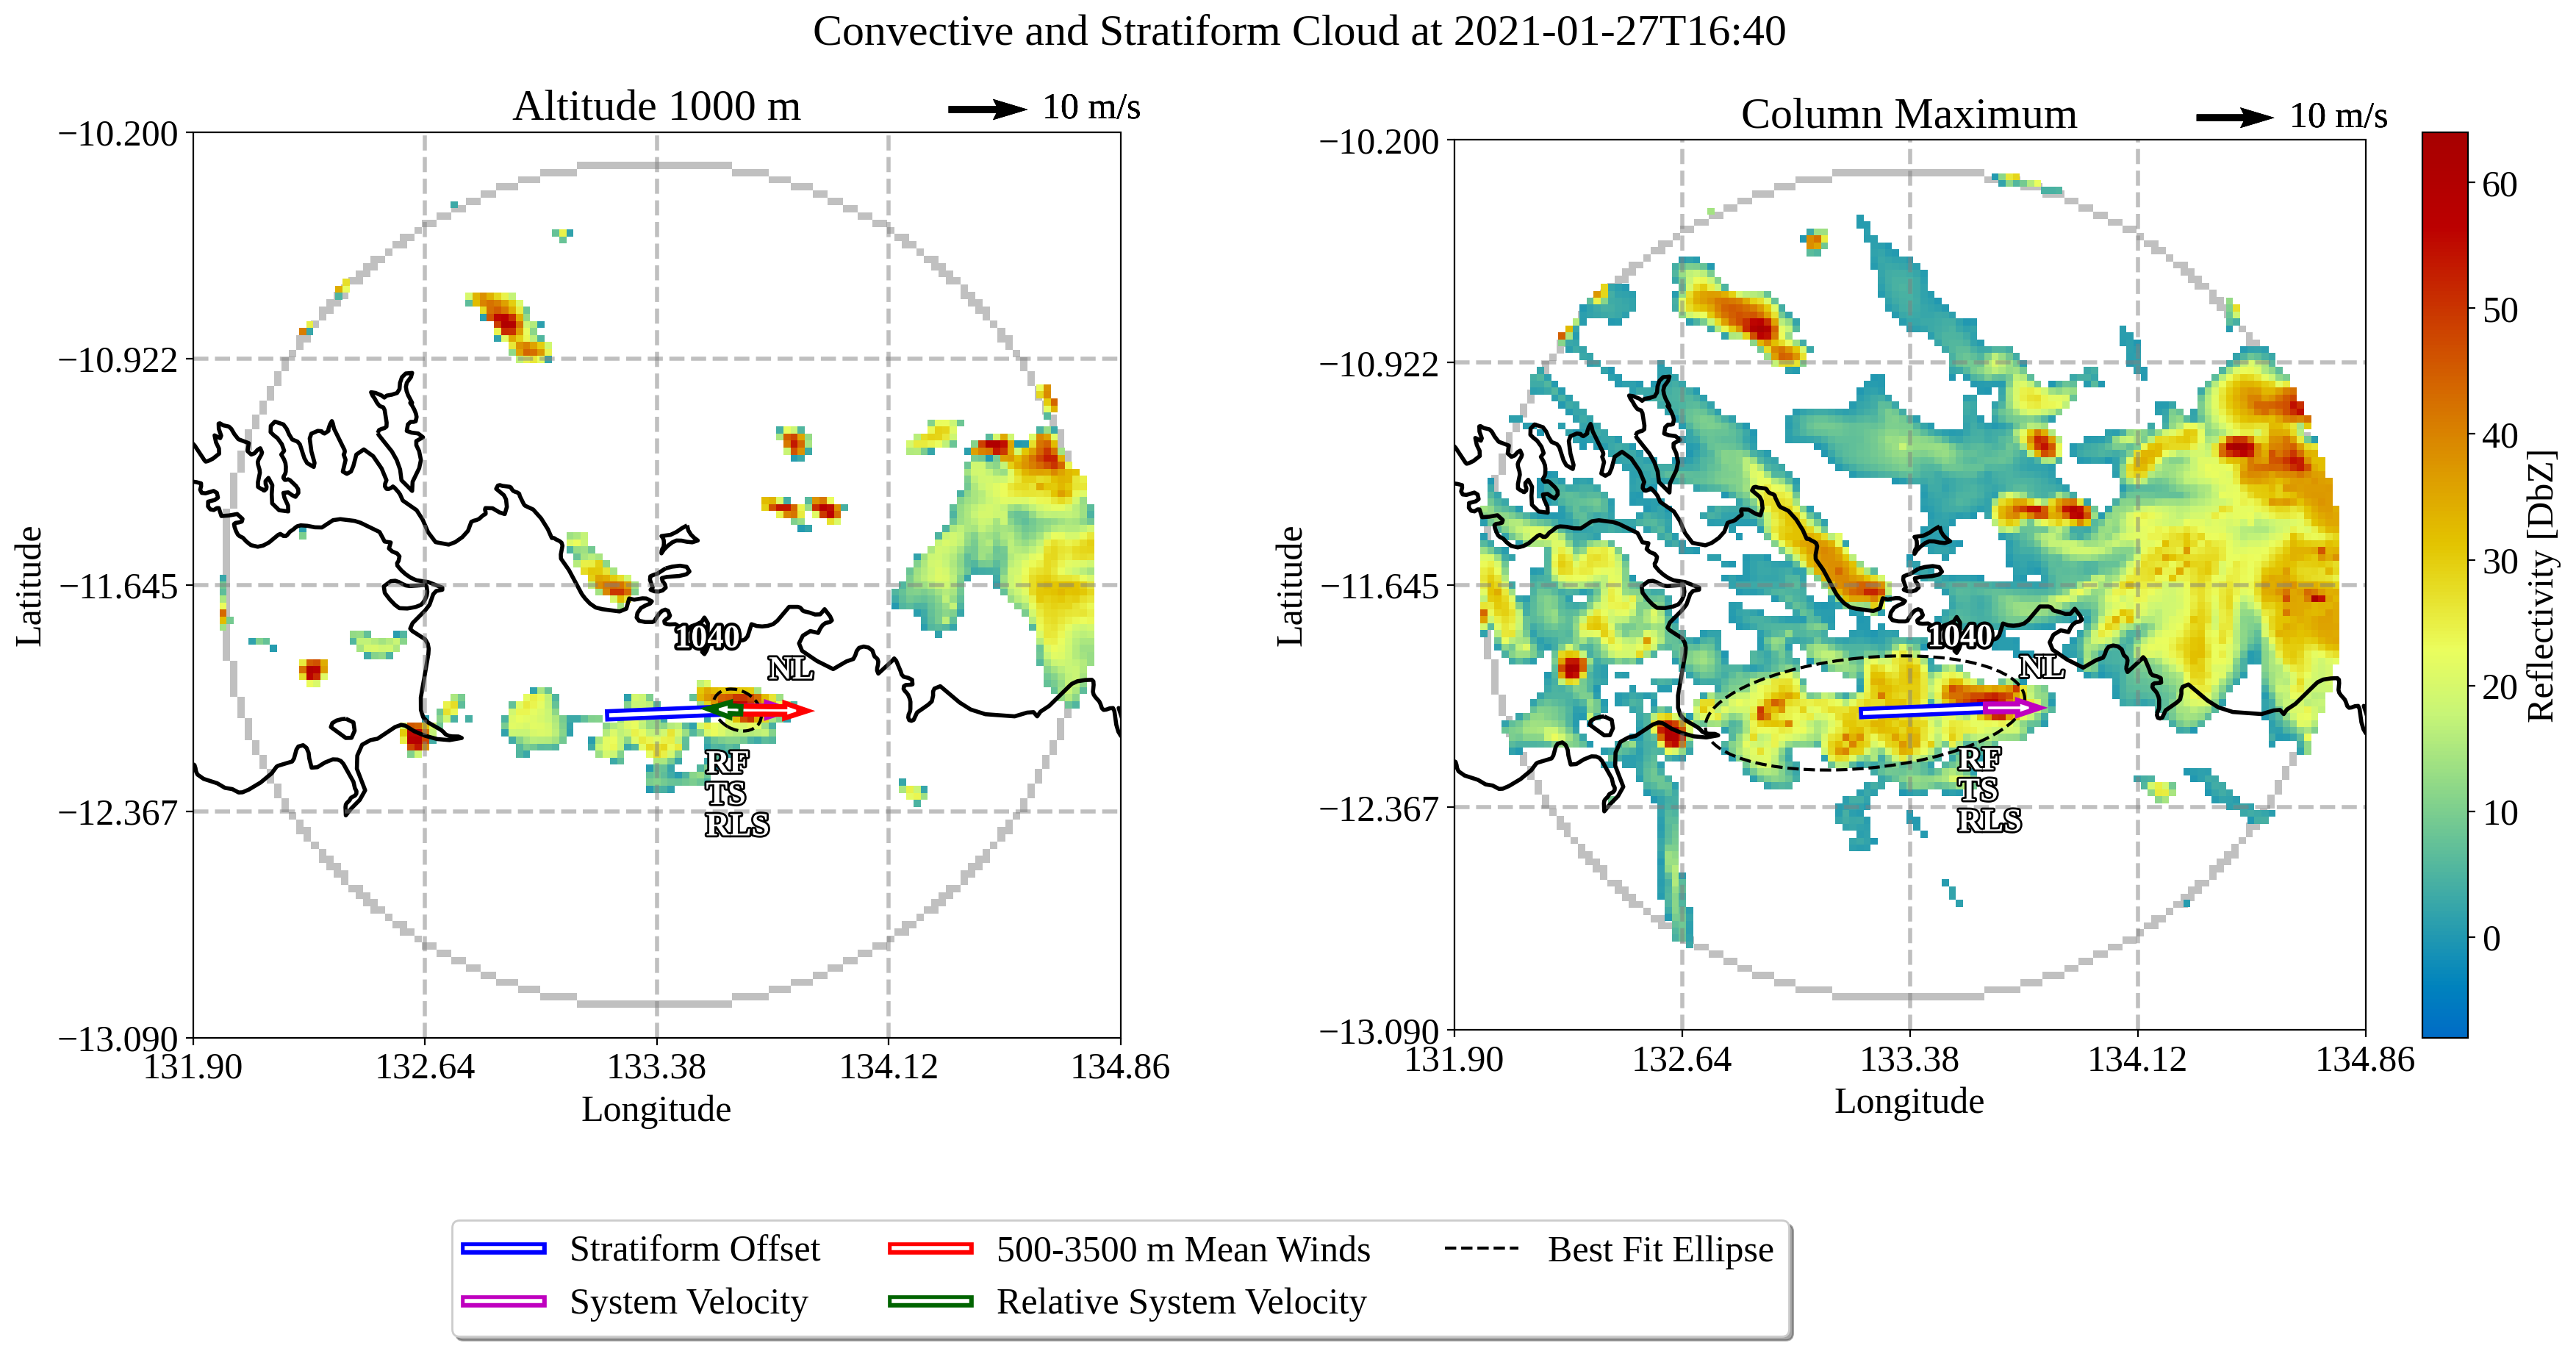 Convective and Stratiform Cloud at 2021-01-27T16:40
Altitude 1000 m
10 m/s
−10.200
−10.922
−11.645
−12.367
−13.090
131.90
132.64
133.38
134.12
134.86
Latitude
Longitude
1040
NL
RF
TS
RLS
Column Maximum
10 m/s
−10.200
−10.922
−11.645
−12.367
−13.090
131.90
132.64
133.38
134.12
134.86
Latitude
Longitude
1040
NL
RF
TS
RLS
60
50
40
30
20
10
0
Reflectivity [DbZ]
Stratiform Offset
System Velocity
500-3500 m Mean Winds
Relative System Velocity
Best Fit Ellipse